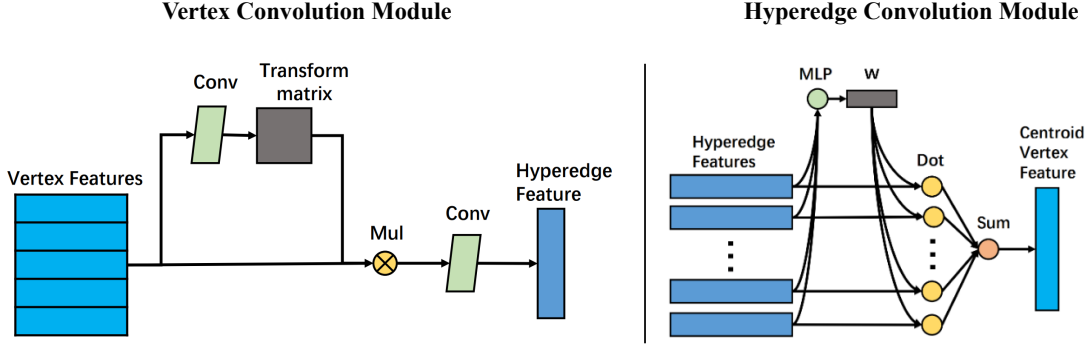 Vertex Convolution Module
Conv
Transform
matrix
Vertex Features
Mul
Conv
Hyperedge
Feature
Hyperedge Convolution Module
MLP
w
Hyperedge
Features
Dot
Sum
Centroid
Vertex
Feature